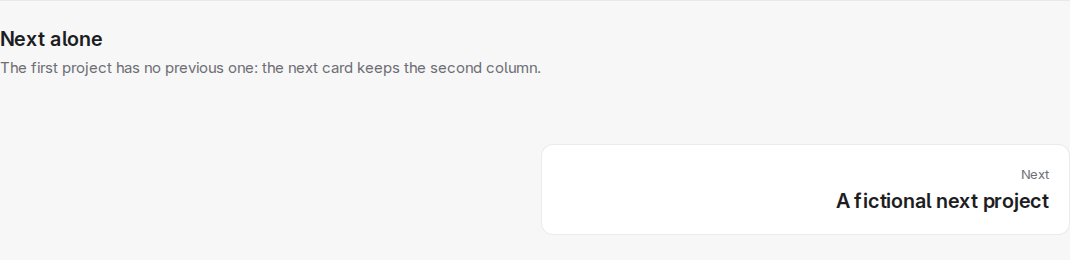 Next alone
The first project has no previous one: the next card keeps the second column.
Next
A fictional next project